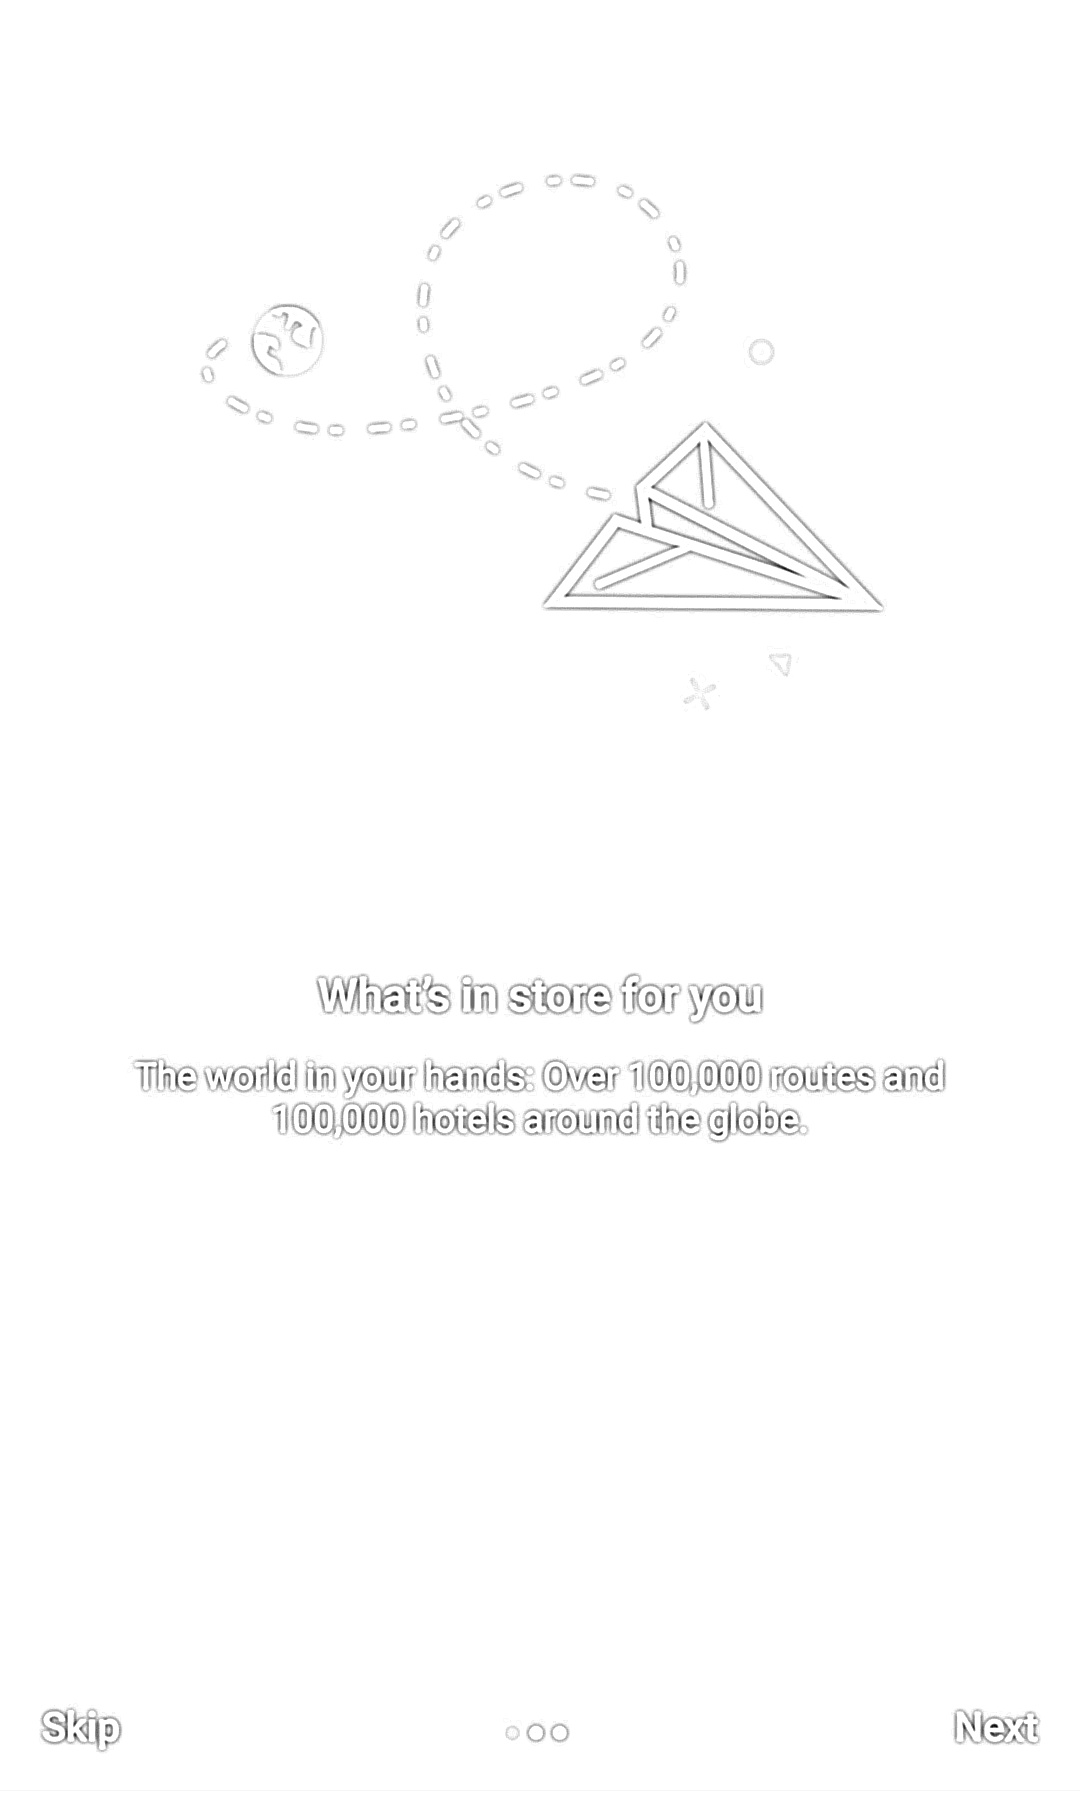 What's in store for you
The world in your hands: Over 100,000 routes and
100,000 hotels around the globe.
Skip
Next